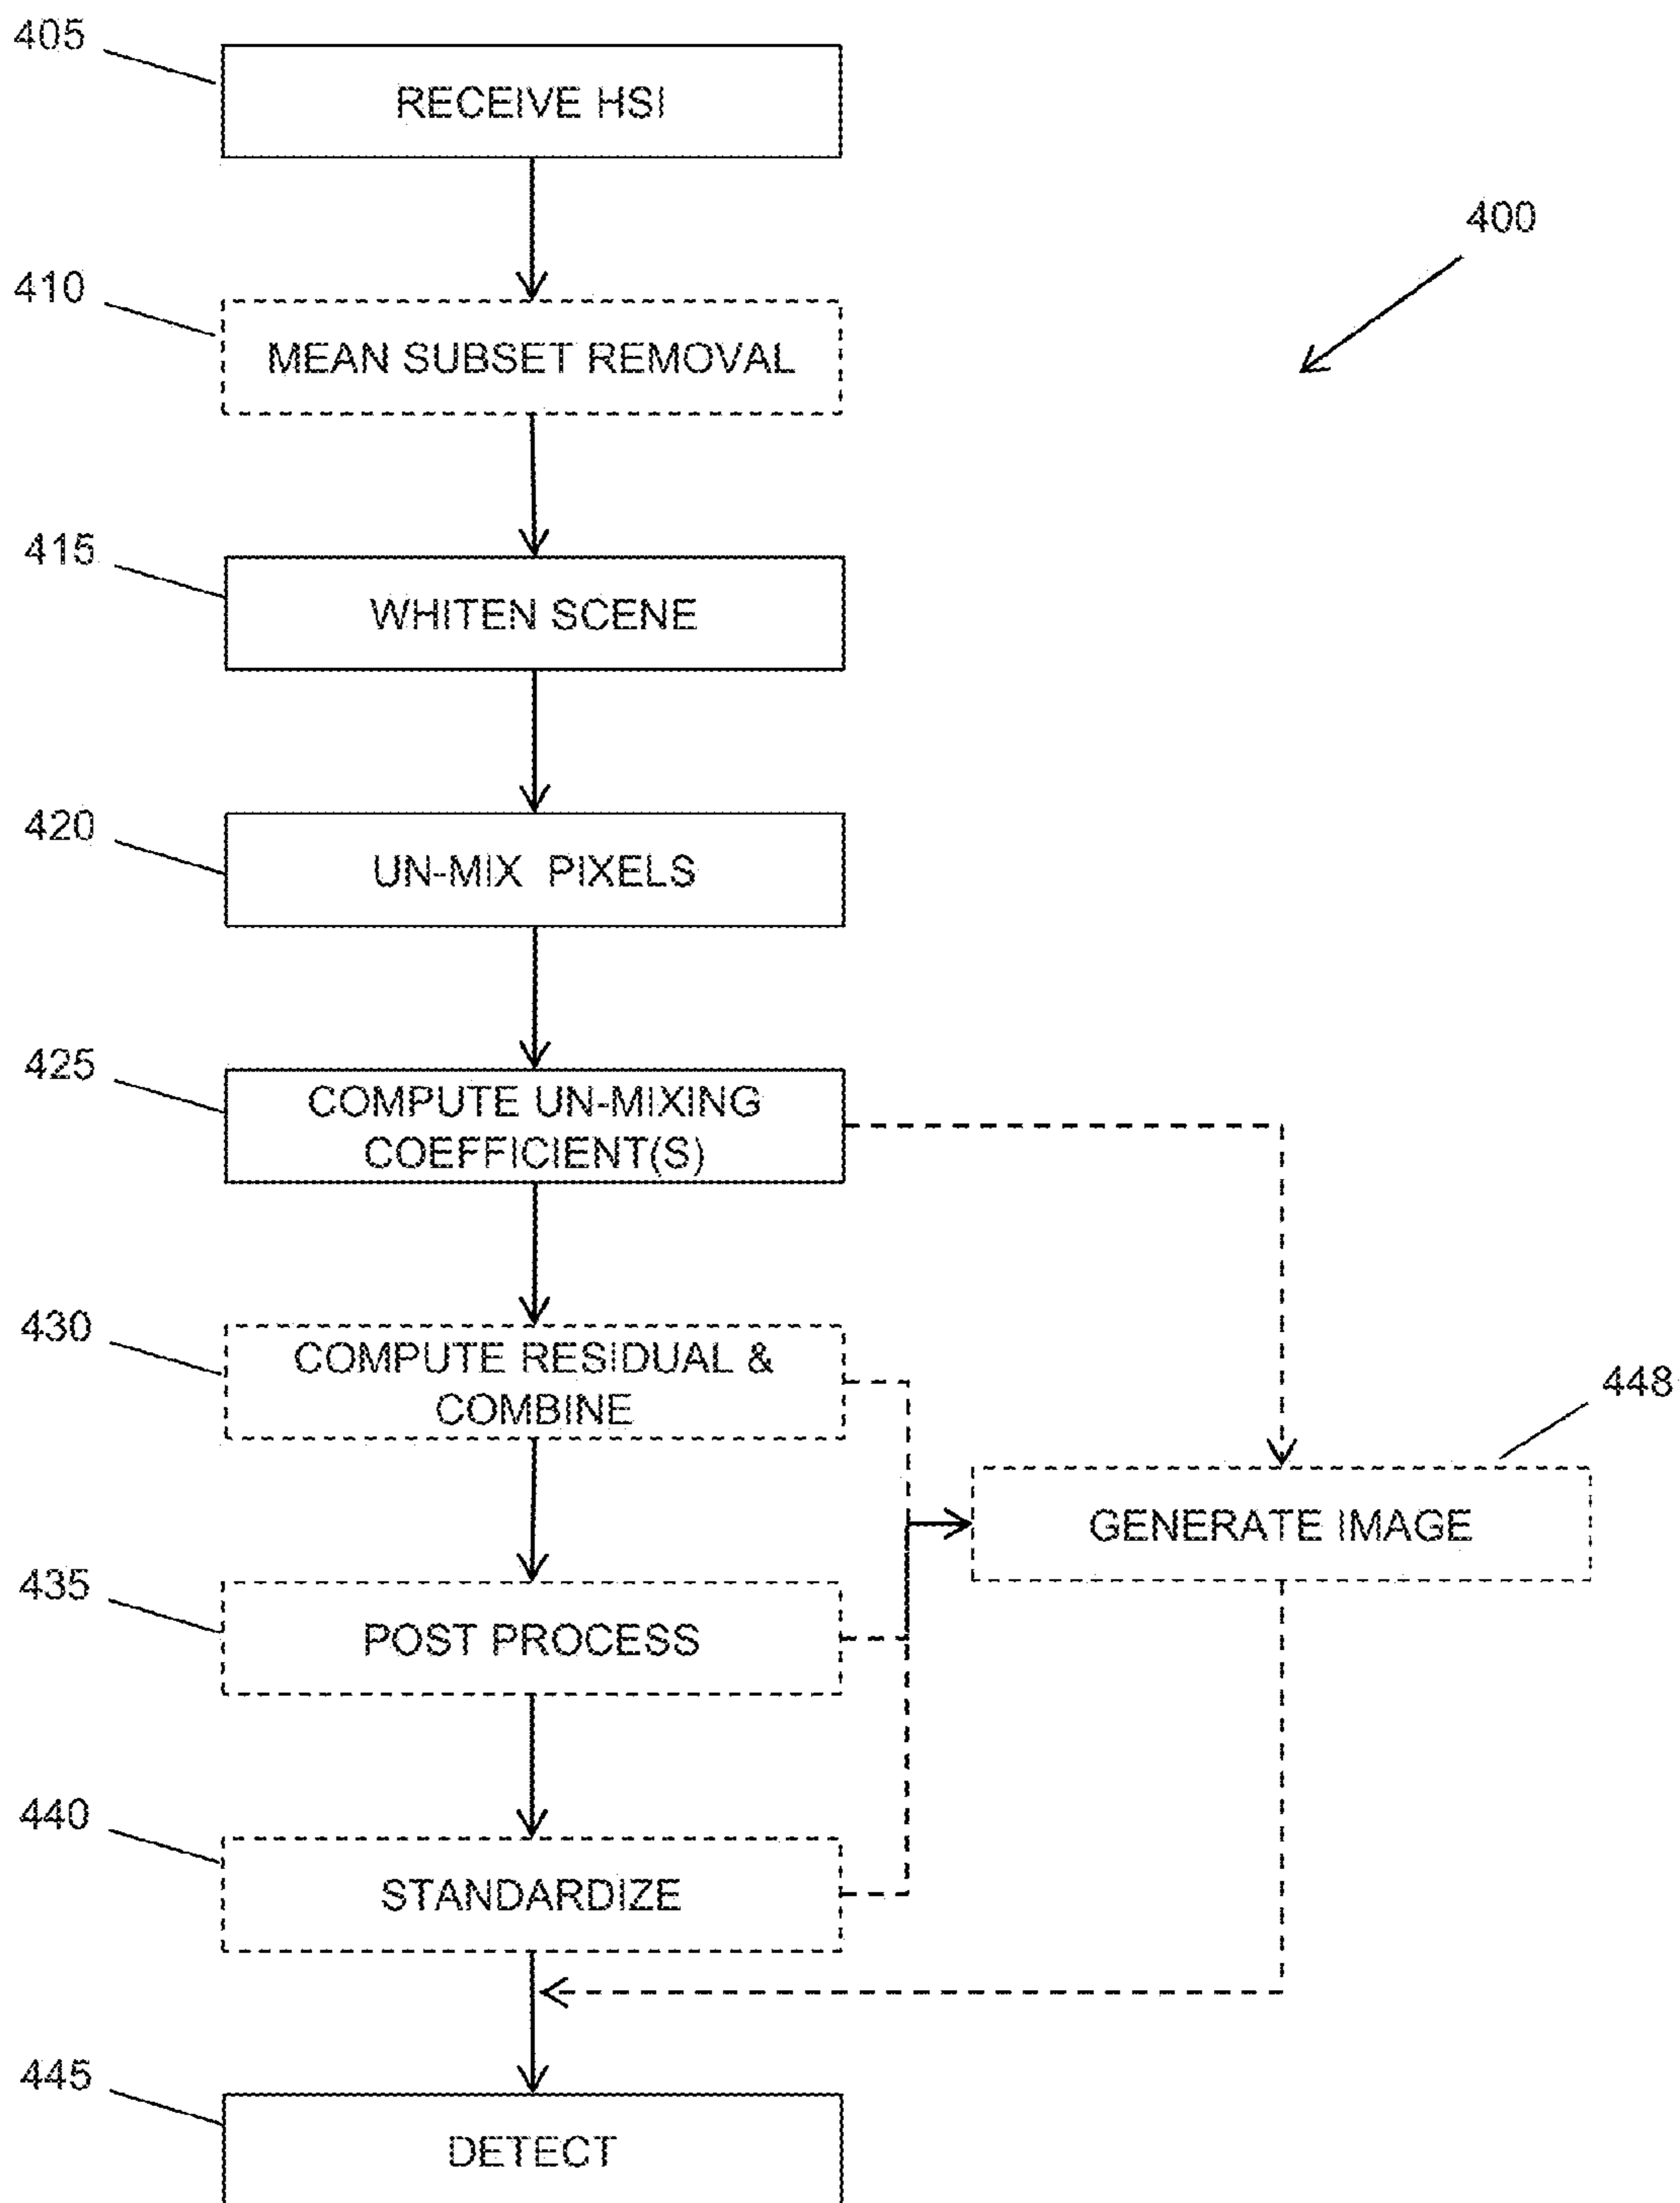 405
RECEIVE HSI
400
410
MEAN SUBSET REMOVAL
415
WHITEN SCENE
420
UN-MIX PIXELS
425
COMPUTE UN-MIXING
COEFFICIENT(S)
430
COMPUTE RESIDUAL &
COMBINE
448
GENERATE IMAGE
435
POST PROCESS
440
STANDARDIZE
445
DETECT